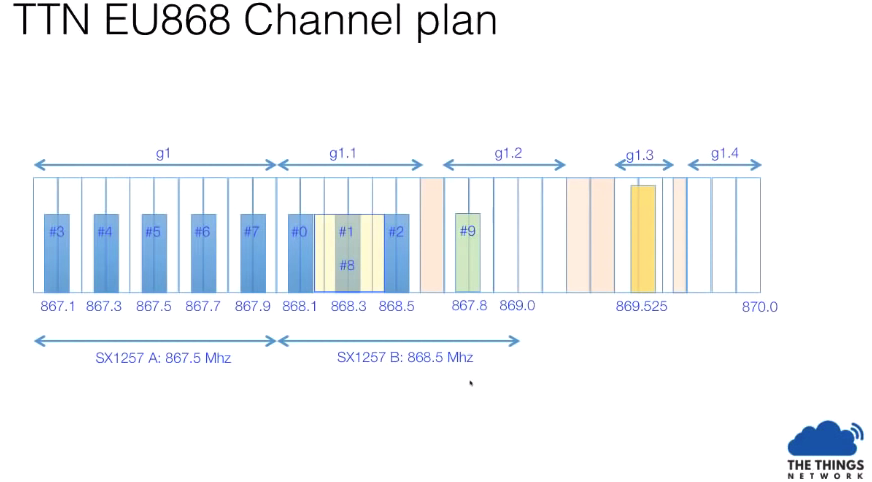 TTN EU868 Channel plan
g1 g1.1 g1.2 g1.3 g1.4
#3 #4 #5 #6 #7 #0 #1 #2 #9
#8
867.1 867.3 867.5 867.7 867.9 868.1 868.3 868.5 867.8 869.0 869.525 870.0
SX1257 A: 867.5 Mhz SX1257 B: 868.5 Mhz
THE THINGS
NETWORK